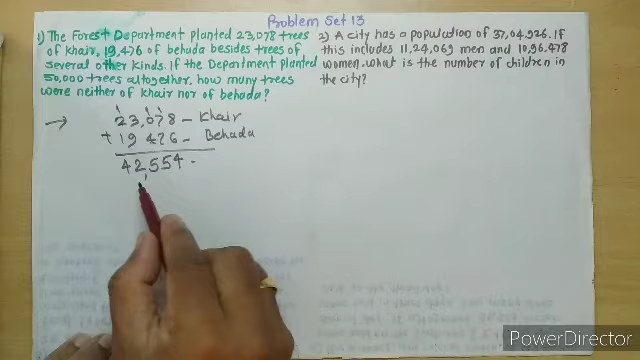 Problem Set 13
1) The Forest Department planted 23,078 trees
of Khair, 19,476 of behada besides trees of
several other kinds. If the Department planted
50,000 trees altogether, how many trees
were neither of Khair nor of behada?
2) A city has a population of 37,04,926. If
this includes 11,24,069 men and 10,96,478
women. what is the number of children in
the city?
→ 23,078 - Khair
+ 19 476 - Behada
42,554 -
PowerDirector